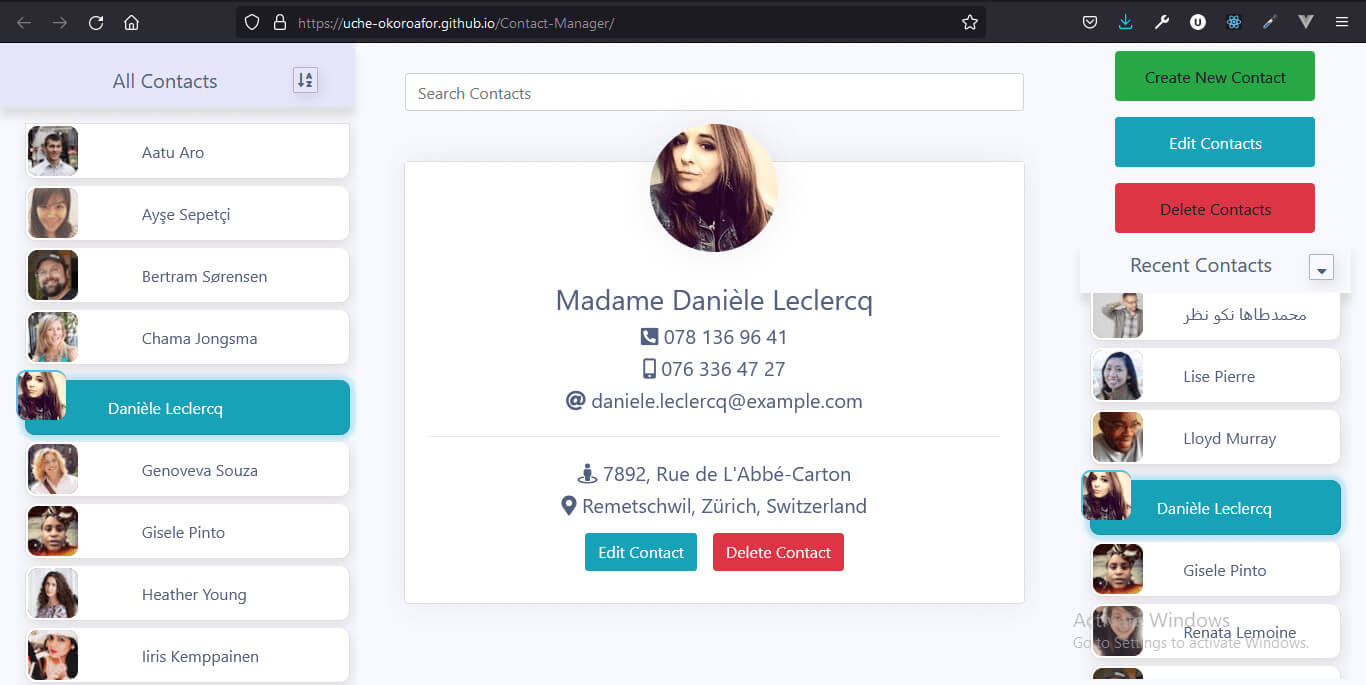 https://uche-okoroafor.github.io/Contact-Manager/
All Contacts
Aatu Aro
Ayşe Sepetçi
Bertram Sørensen
Chama Jongsma
Danièle Leclercq
Genoveva Souza
Gisele Pinto
Heather Young
Iiris Kemppainen
Search Contacts
Madame Danièle Leclercq
078 136 96 41
076 336 47 27
daniele.leclercq@example.com
7892, Rue de L'Abbé-Carton
Remetschwil, Zürich, Switzerland
Edit Contact
Delete Contact
Create New Contact
Edit Contacts
Delete Contacts
Recent Contacts
محمدطاها نكو نظر
Lise Pierre
Lloyd Murray
Danièle Leclercq
Gisele Pinto
Renata Lemoine
Activate Windows
Go to Settings to activate Windows.